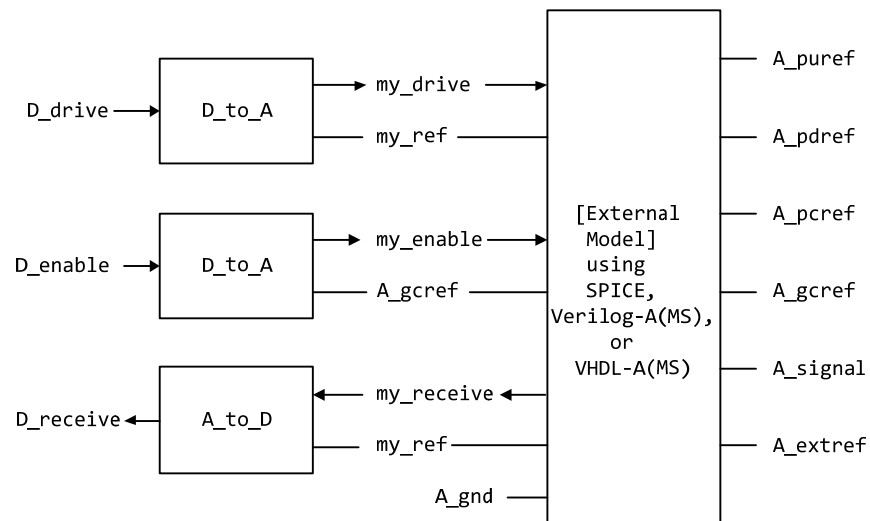 D_drive
D_to_A
my_drive
my_ref
D_enable
D_to_A
my_enable
A_gcref
D_receive
A_to_D
my_receive
my_ref
A_gnd
[External
Model]
using
SPICE,
Verilog-A(MS),
or
VHDL-A(MS)
A_puref
A_pdref
A_pcref
A_gcref
A_signal
A_extref